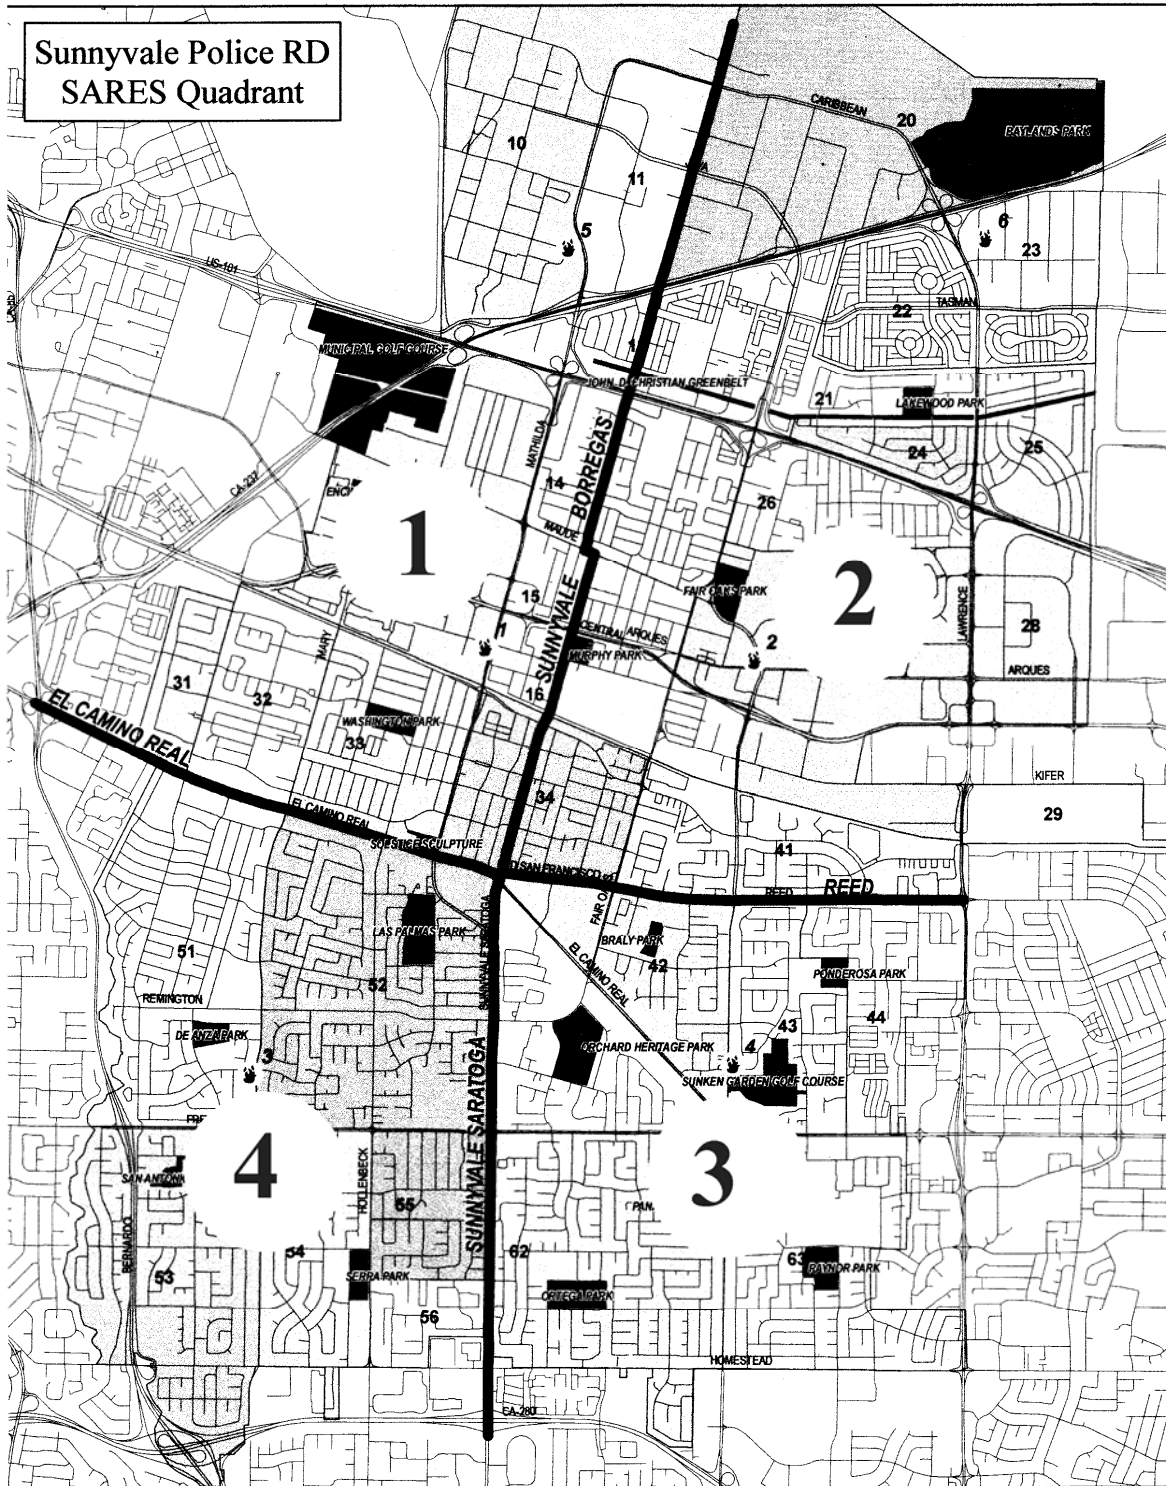 Sunnyvale Police RD
SARES Quadrant
CARIBBEAN
20
BAYLANDS PARK
10
11
5
6
23
US-101
22
TASMAN
MUNICIPAL GOLF COURSE
JOHN D CHRISTIAN GREENBELT
21
LAKEWOOD PARK
MATHILDA
BORREGAS
24
25
CA-237
14
26
MAUDE
1
2
FAIR OAKS PARK
15
SUNNYVALE
LAWRENCE
28
MARY
1
CENTRAL
ARQUES
MURPHY PARK
2
ARQUES
31
32
16
EL CAMINO REAL
WASHINGTON PARK
33
KIFER
34
29
EL CAMINO REAL
SOLSTICE SCULPTURE
41
SAN FRANCISCO
REED
REED
LAS PALMAS PARK
SUNNYVALE SARATOGA
BRALY PARK
42
EL CAMINO REAL
51
52
PONDEROSA PARK
REMINGTON
44
DE ANZA PARK
3
43
4
ORCHARD HERITAGE PARK
SUNKEN GARDEN GOLF COURSE
4
3
HOLLENBECK
SUNNYVALE SARATOGA
55
BERNARDO
54
62
63
53
SERRA PARK
RAYNOR PARK
ORTEGA PARK
56
HOMESTEAD
CA-280